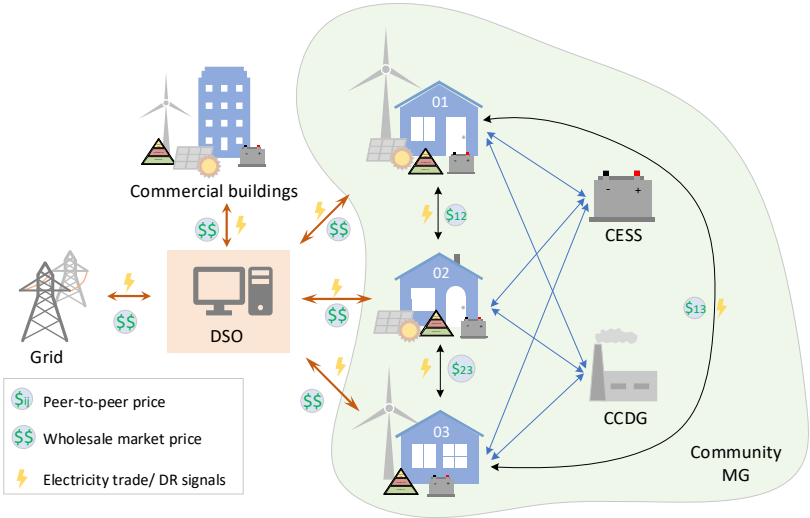 01
Commercial buildings
$$
$12
CESS
$$
02
Grid
$$
DSO
$$
$13
$ij Peer-to-peer price
$$ Wholesale market price
Electricity trade/ DR signals
$$
$23
03
CCDG
Community
MG
- +